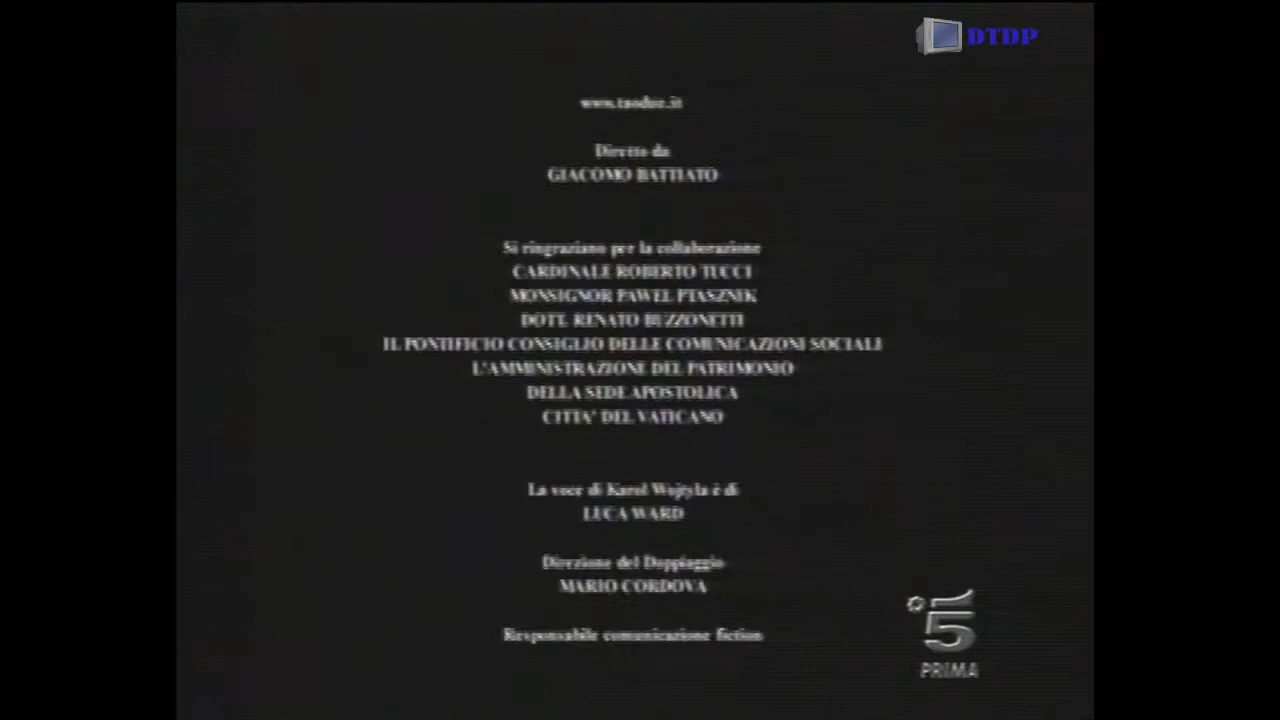 DTDP
www.taodue.it
Diretto da
GIACOMO BATTIATO
Si ringraziano per la collaborazione
CARDINALE ROBERTO TUCCI
MONSIGNOR PAWEL PTASZNIK
DOTT. RENATO BUZZONETTI
IL PONTIFICIO CONSIGLIO DELLE COMUNICAZIONI SOCIALI
L'AMMINISTRAZIONE DEL PATRIMONIO
DELLA SEDE APOSTOLICA
CITTA' DEL VATICANO
La voce di Karol Wojtyla è di
LUCA WARD
Direzione del Doppiaggio
MARIO CORDOVA
Responsabile comunicazione fiction
5
PRIMA